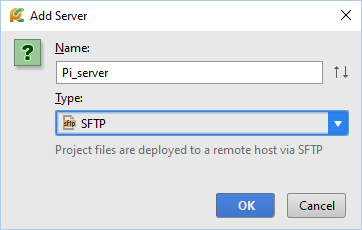 Add Server
Name:
Pi_server
Type:
SFTP
Project files are deployed to a remote host via SFTP
OK
Cancel